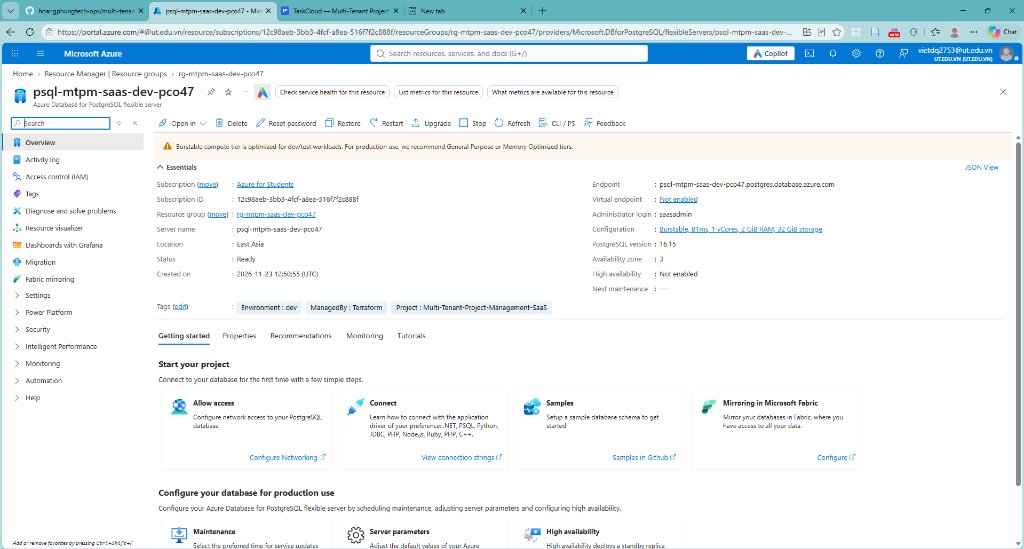 hoangphungtech-ops/multi-tenan
psql-mtpm-saas-dev-pco47 - Micr
TaskCloud — Multi-Tenant Project
New tab
https://portal.azure.com/#@ut.edu.vn/resource/subscriptions/12c98aeb-3bb3-4fcf-a8ea-516f7f2c888f/resourceGroups/rg-mtpm-saas-dev-pco47/providers/Microsoft.DBforPostgreSQL/flexibleServers/psql-mtpm-saas-dev-...
Chat
Microsoft Azure
Search resources, services, and docs (G+/)
Copilot
vietdq2753@ut.edu.vn
UT.EDU.VN (UT.EDU.VN)
Home > Resource Manager | Resource groups > rg-mtpm-saas-dev-pco47
psql-mtpm-saas-dev-pco47
Azure Database for PostgreSQL flexible server
Check service health for this resource
List metrics for this resource
What metrics are available for this resource
Search
Open in
Delete
Reset password
Restore
Restart
Upgrade
Stop
Refresh
CLI / PS
Feedback
Overview
Activity log
Access control (IAM)
Tags
Diagnose and solve problems
Resource visualizer
Dashboards with Grafana
Migration
Fabric mirroring
Settings
Power Platform
Security
Intelligent Performance
Monitoring
Automation
Help
Add or remove favorites by pressing Ctrl+Shift+F
Burstable compute tier is optimized for dev/test workloads. For production use, we recommend General Purpose or Memory Optimized tiers.
Essentials
JSON View
Subscription (move) : Azure for Students
Subscription ID : 12c98aeb-3bb3-4fcf-a8ea-516f7f2c888f
Resource group (move) : rg-mtpm-saas-dev-pco47
Server name : psql-mtpm-saas-dev-pco47
Location : East Asia
Status : Ready
Created on : 2026-11-23 12:50:55 (UTC)
Endpoint : psql-mtpm-saas-dev-pco47.postgres.database.azure.com
Virtual endpoint : Not enabled
Administrator login : saasadmin
Configuration : Burstable, B1ms, 1 vCores, 2 GiB RAM, 32 GiB storage
PostgreSQL version : 16.15
Availability zone : 3
High availability : Not enabled
Next maintenance : ---
Tags (edit) : Environment : dev ManagedBy : Terraform Project : Multi-Tenant-Project-Management-SaaS
Getting started Properties Recommendations Monitoring Tutorials
Start your project
Connect to your database for the first time with a few simple steps.
Allow access
Configure network access to your PostgreSQL
database
Configure Networking
Connect
Learn how to connect with the application
driver of your preference: .NET, PSQL, Python,
JDBC, PHP, Node.js, Ruby, PHP, C++.
View connection strings
Samples
Setup a sample database schema to get
started
Samples in Github
Mirroring in Microsoft Fabric
Mirror your databases in Fabric, where you
have access to all your data.
Configure
Configure your database for production use
Configure your Azure Database for PostgreSQL flexible server by scheduling maintenance, adjusting server parameters and configuring high availability.
Maintenance
Select the preferred time for service updates
Server parameters
Adjust the default values of your Azure
High availability
High availability deploys a standby replica